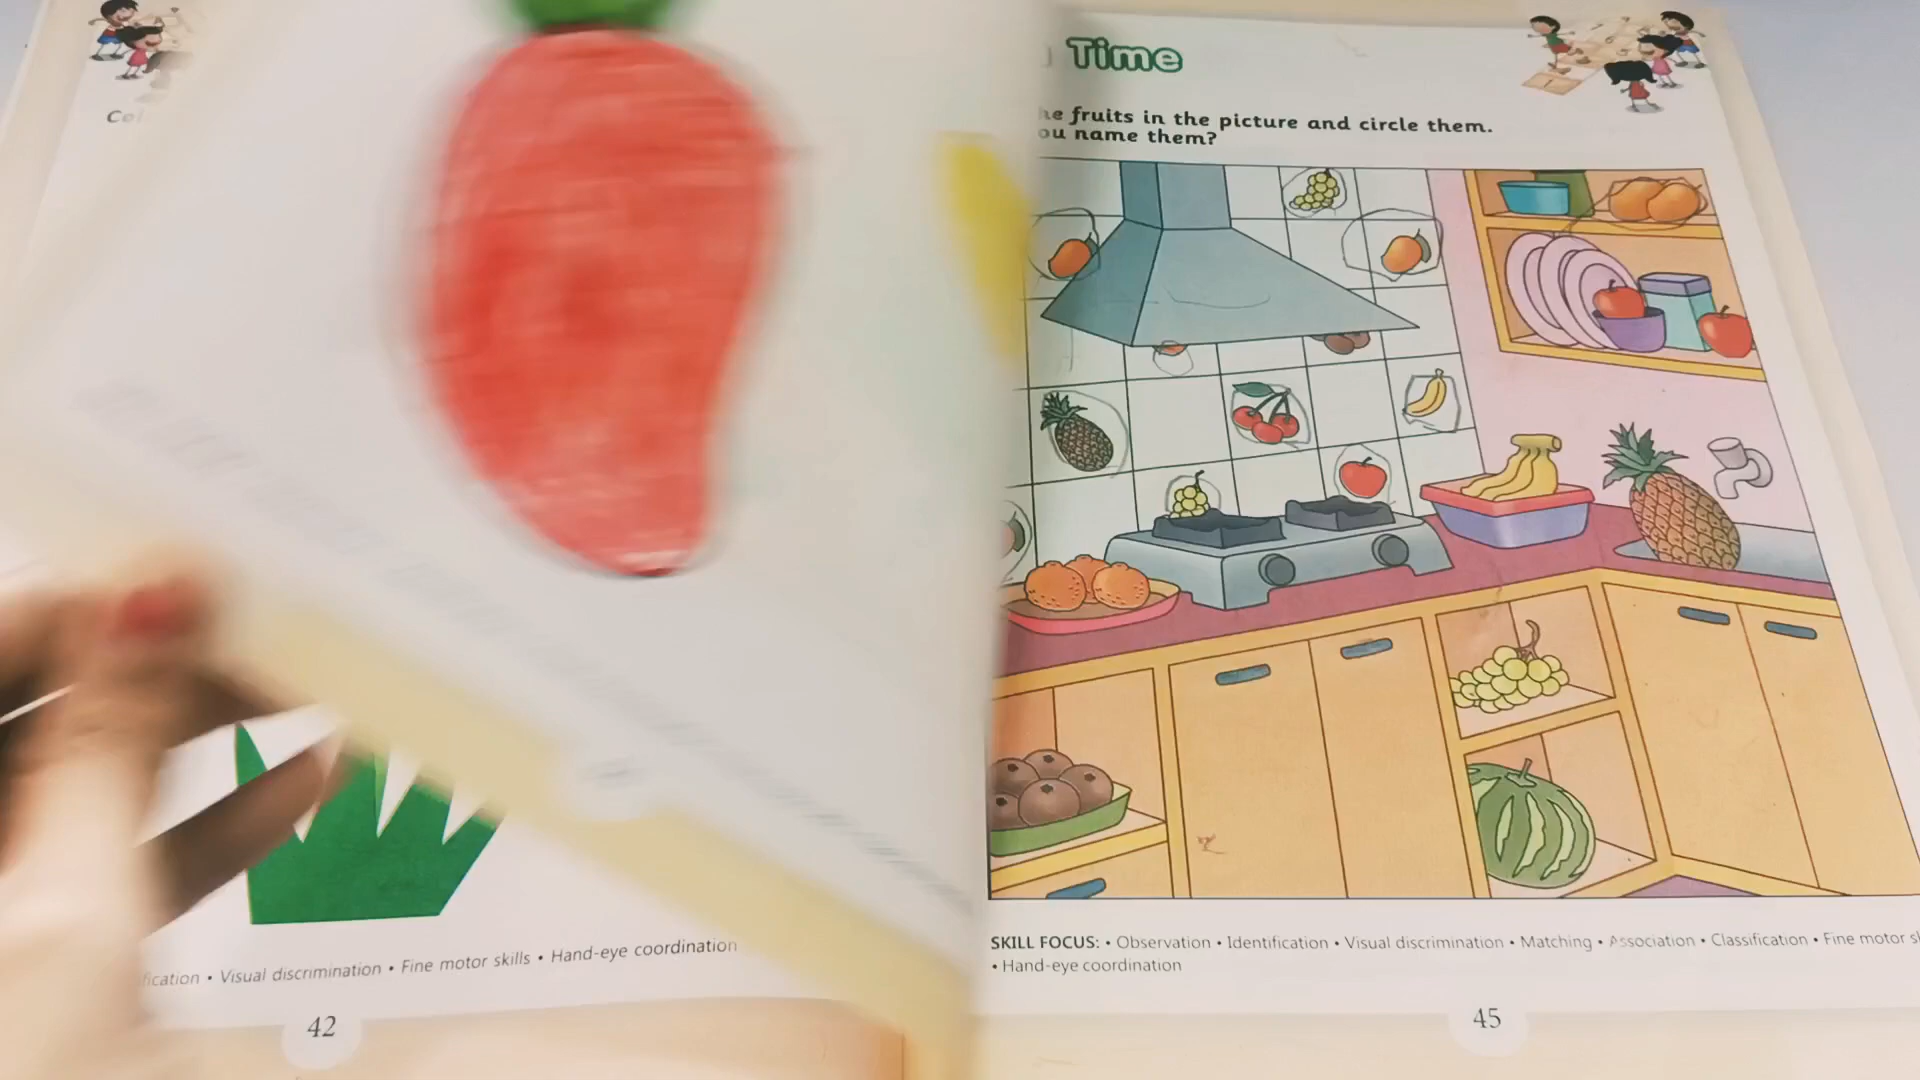 Time
he fruits in the picture and circle them.
ou name them?
fication • Visual discrimination • Fine motor skills • Hand-eye coordination
42
SKILL FOCUS: • Observation • Identification • Visual discrimination • Matching • Association • Classification • Fine motor
• Hand-eye coordination
45